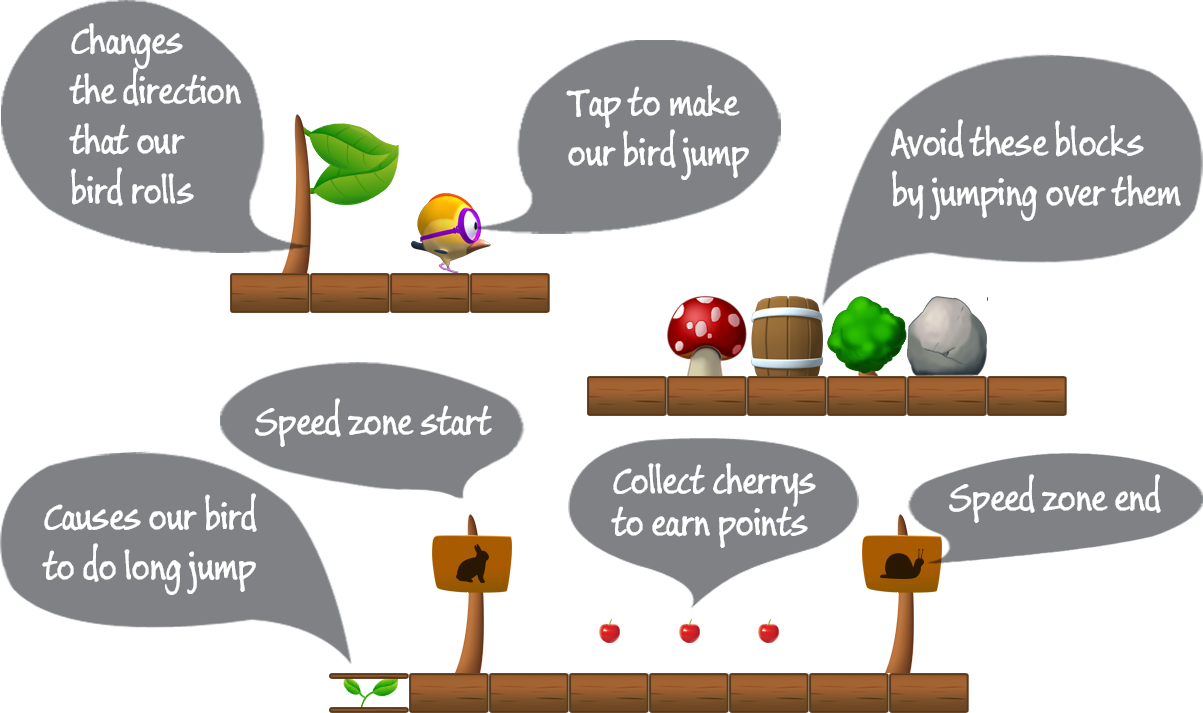 Changes
the direction
that our
bird rolls
Tap to make
our bird jump
Avoid these blocks
by jumping over them
Speed zone start
Causes our bird
to do long jump
Collect cherrys
to earn points
Speed zone end